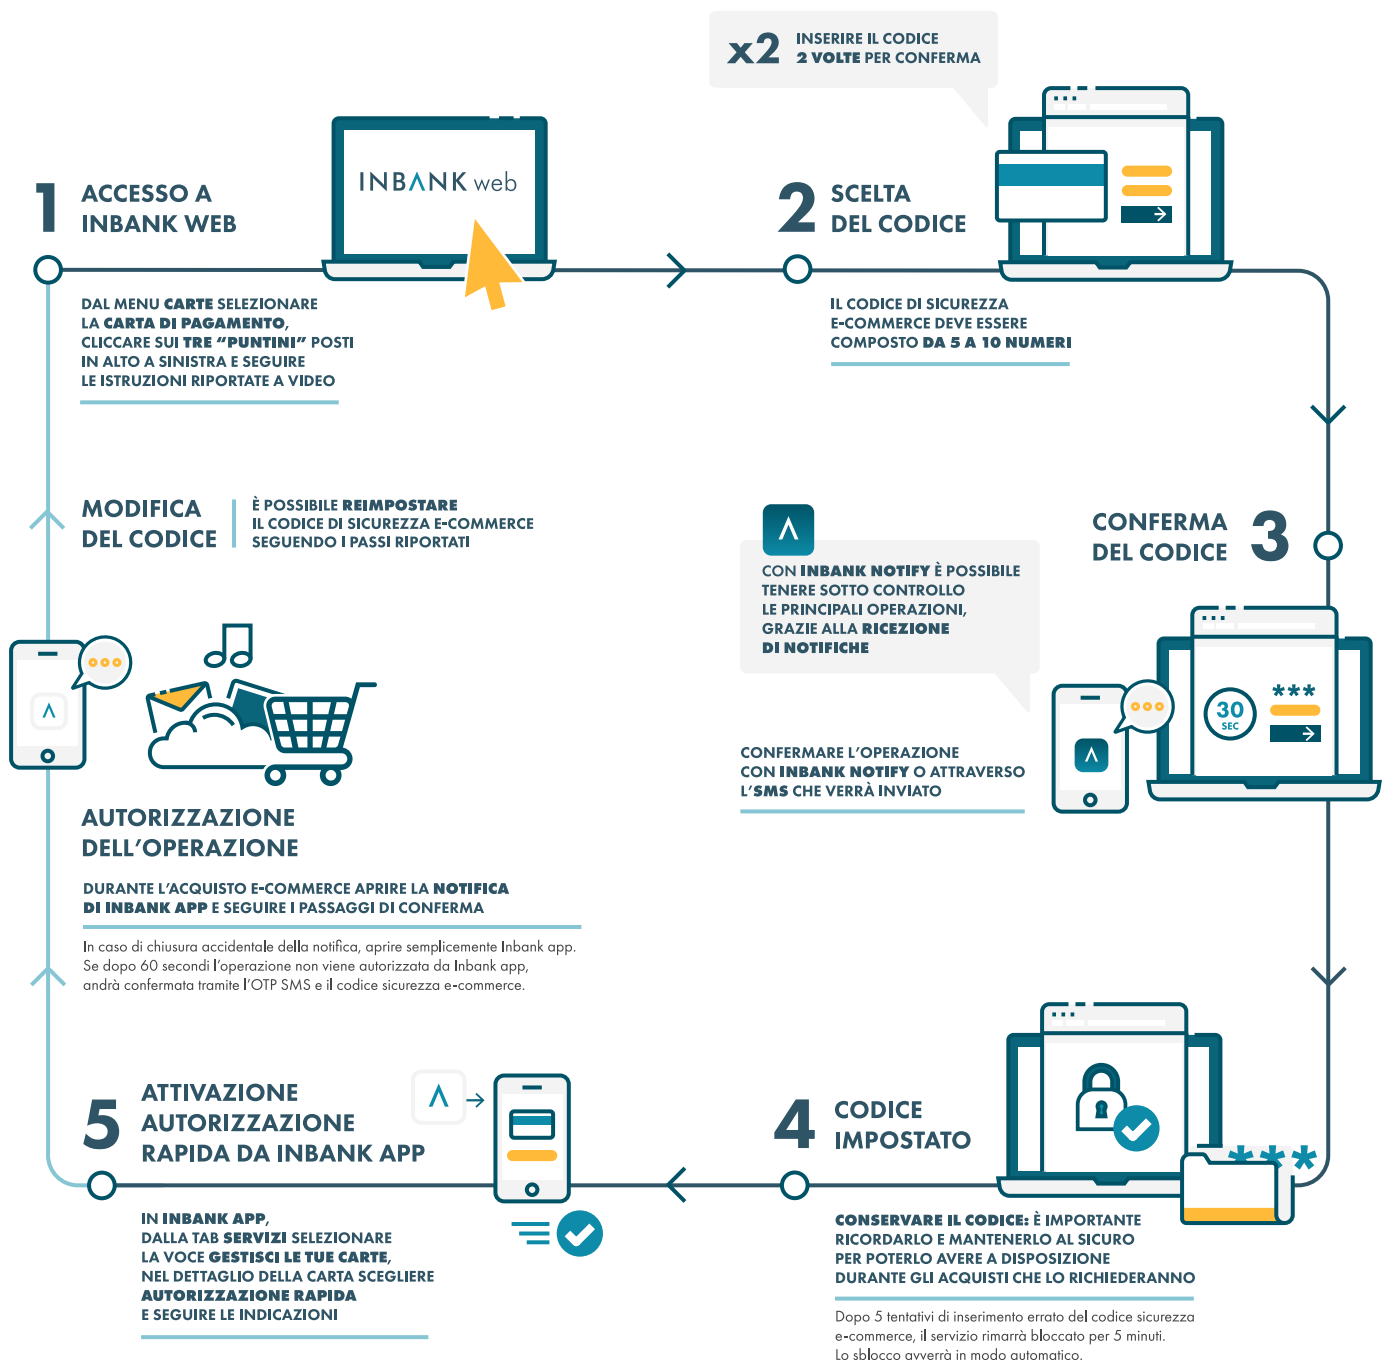 x2
INSERIRE IL CODICE
2 VOLTE PER CONFERMA
1
ACCESSO A
INBANK WEB
INBANK web
DAL MENU CARTE SELEZIONARE
LA CARTA DI PAGAMENTO,
CLICCARE SUI TRE “PUNTINI” POSTI
IN ALTO A SINISTRA E SEGUIRE
LE ISTRUZIONI RIPORTATE A VIDEO
2
SCELTA
DEL CODICE
IL CODICE DI SICUREZZA
E-COMMERCE DEVE ESSERE
COMPOSTO DA 5 A 10 NUMERI
MODIFICA
DEL CODICE
È POSSIBILE REIMPOSTARE
IL CODICE DI SICUREZZA E-COMMERCE
SEGUENDO I PASSI RIPORTATI
CONFERMA
DEL CODICE
3
CON INBANK NOTIFY È POSSIBILE
TENERE SOTTO CONTROLLO
LE PRINCIPALI OPERAZIONI,
GRAZIE ALLA RICEZIONE
DI NOTIFICHE
***
30
SEC
CONFERMARE L’OPERAZIONE
CON INBANK NOTIFY O ATTRAVERSO
L’SMS CHE VERRÀ INVIATO
AUTORIZZAZIONE
DELL’OPERAZIONE
DURANTE L’ACQUISTO E-COMMERCE APRIRE LA NOTIFICA
DI INBANK APP E SEGUIRE I PASSAGGI DI CONFERMA
In caso di chiusura accidentale della notifica, aprire semplicemente Inbank app.
Se dopo 60 secondi l’operazione non viene autorizzata da Inbank app,
andrà confermata tramite l’OTP SMS e il codice sicurezza e-commerce.
5
ATTIVAZIONE
AUTORIZZAZIONE
RAPIDA DA INBANK APP
IN INBANK APP,
DALLA TAB SERVIZI SELEZIONARE
LA VOCE GESTISCI LE TUE CARTE,
NEL DETTAGLIO DELLA CARTA SCEGLIERE
AUTORIZZAZIONE RAPIDA
E SEGUIRE LE INDICAZIONI
4
CODICE
IMPOSTATO
***
CONSERVARE IL CODICE: È IMPORTANTE
RICORDARLO E MANTENERLO AL SICURO
PER POTERLO AVERE A DISPOSIZIONE
DURANTE GLI ACQUISTI CHE LO RICHIEDERANNO
Dopo 5 tentativi di inserimento errato del codice sicurezza
e-commerce, il servizio rimarrà bloccato per 5 minuti.
Lo sblocco avverrà in modo automatico.